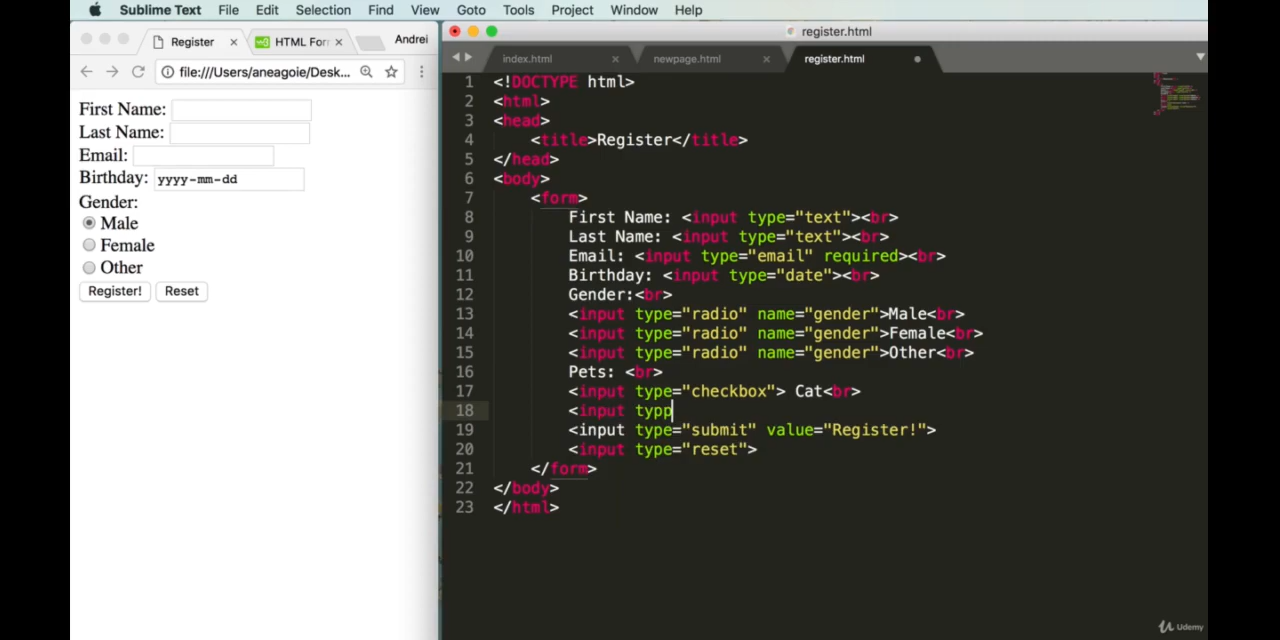 Sublime Text File Edit Selection Find View Goto Tools Project Window Help
Register HTML For Andrei
file:///Users/aneagoie/Desk...
First Name:
Last Name:
Email:
Birthday: yyyy-mm-dd
Gender:
Male
Female
Other
Register! Reset
register.html
index.html newpage.html register.html
1 <!DOCTYPE html>
2 <html>
3 <head>
4 <title>Register</title>
5 </head>
6 <body>
7 <form>
8 First Name: <input type="text"><br>
9 Last Name: <input type="text"><br>
10 Email: <input type="email" required><br>
11 Birthday: <input type="date"><br>
12 Gender:<br>
13 <input type="radio" name="gender">Male<br>
14 <input type="radio" name="gender">Female<br>
15 <input type="radio" name="gender">Other<br>
16 Pets: <br>
17 <input type="checkbox"> Cat<br>
18 <input typp
19 <input type="submit" value="Register!">
20 <input type="reset">
21 </form>
22 </body>
23 </html>
Udemy